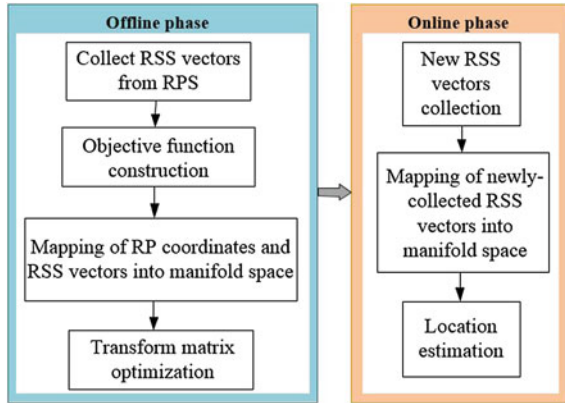 Offline phase
Collect RSS vectors
from RPS
Objective function
construction
Mapping of RP coordinates and
RSS vectors into manifold space
Transform matrix
optimization
Online phase
New RSS
vectors
collection
Mapping of newly-
collected RSS
vectors into
manifold space
Location
estimation